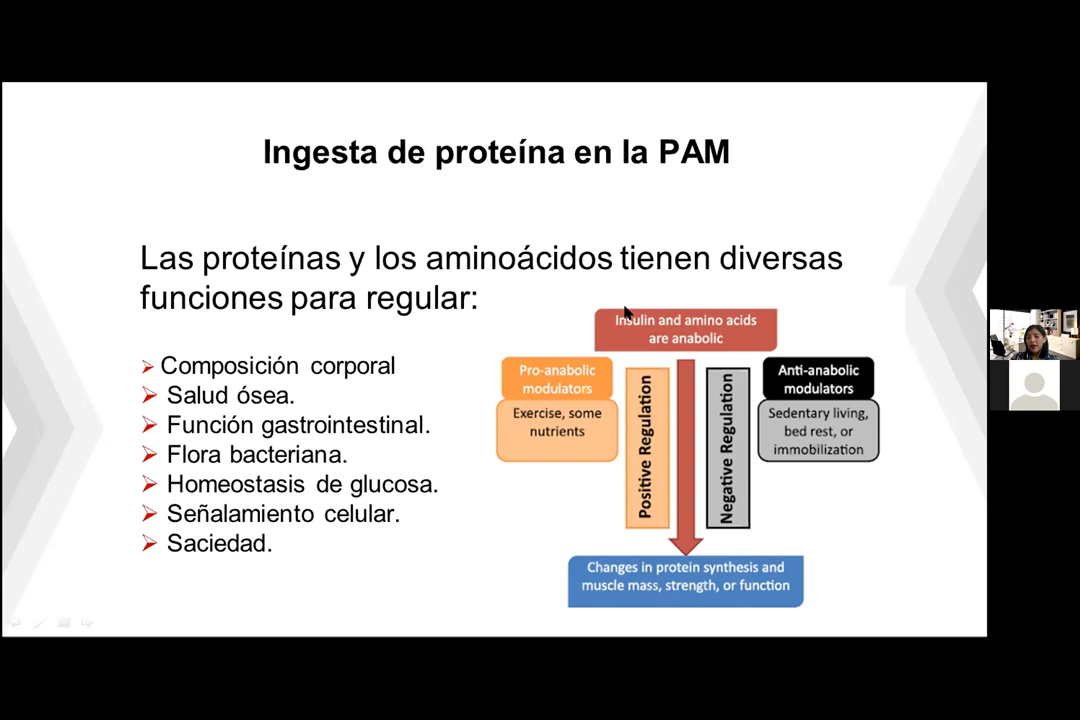 Ingesta de proteína en la PAM
Las proteínas y los aminoácidos tienen diversas
funciones para regular:
Composición corporal
Salud ósea.
Función gastrointestinal.
Flora bacteriana.
Homeostasis de glucosa.
Señalamiento celular.
Saciedad.
Insulin and amino acids
are anabolic
Pro-anabolic
modulators
Exercise, some
nutrients
Positive Regulation
Negative Regulation
Anti-anabolic
modulators
Sedentary living,
bed rest, or
immobilization
Changes in protein synthesis and
muscle mass, strength, or function